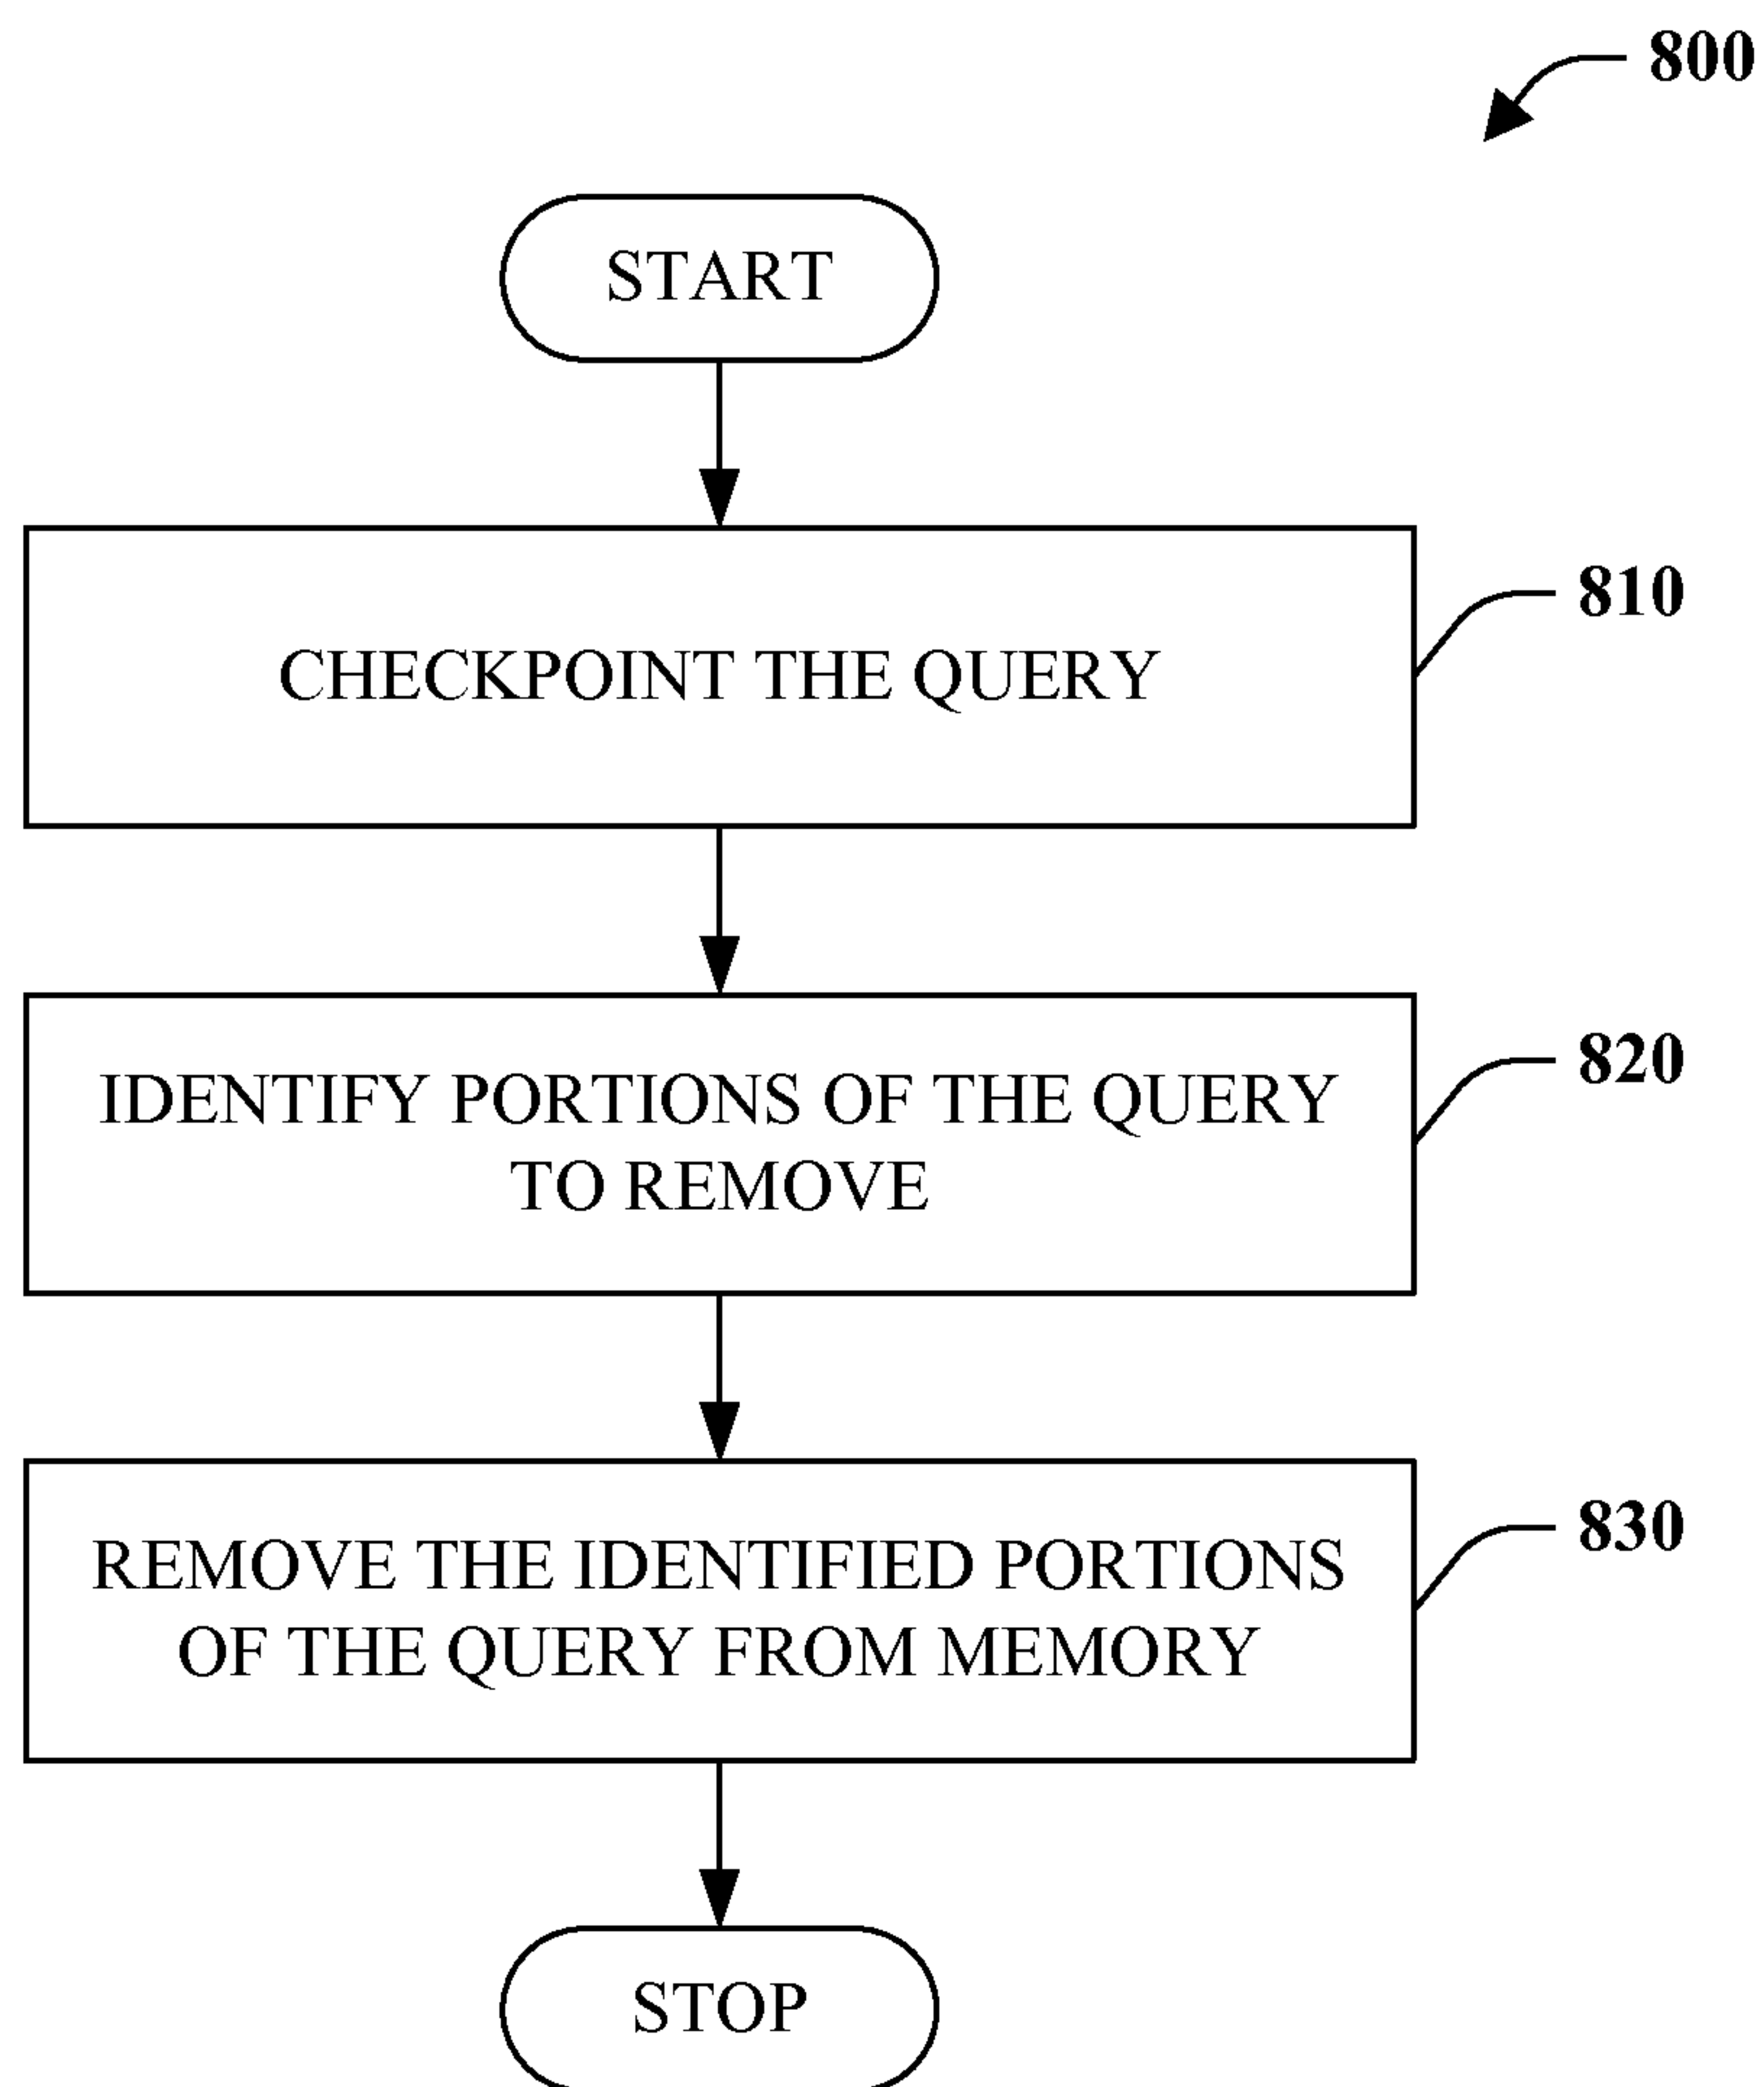 800
START
CHECKPOINT THE QUERY
810
IDENTIFY PORTIONS OF THE QUERY
TO REMOVE
820
REMOVE THE IDENTIFIED PORTIONS
OF THE QUERY FROM MEMORY
830
STOP